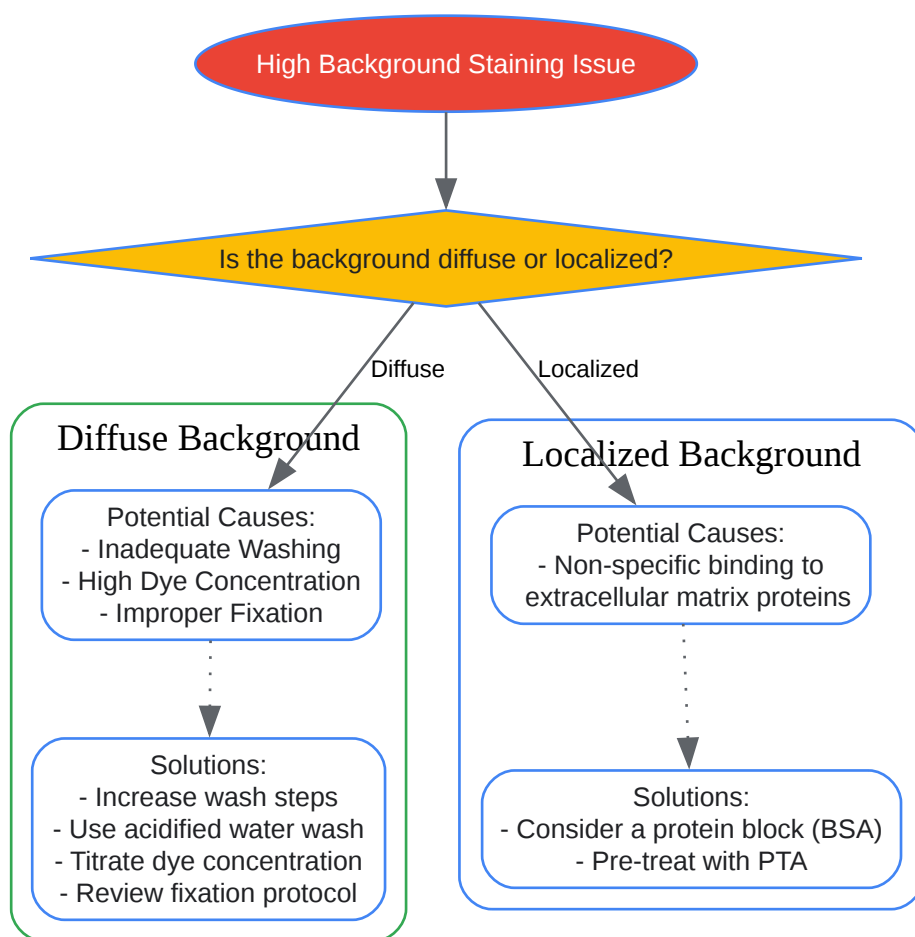 High Background Staining Issue
Is the background diffuse or localized?
Diffuse
Localized
Diffuse Background
Potential Causes:
- Inadequate Washing
- High Dye Concentration
- Improper Fixation
Solutions:
- Increase wash steps
- Use acidified water wash
- Titrate dye concentration
- Review fixation protocol
Localized Background
Potential Causes:
- Non-specific binding to
extracellular matrix proteins
Solutions:
- Consider a protein block (BSA)
- Pre-treat with PTA